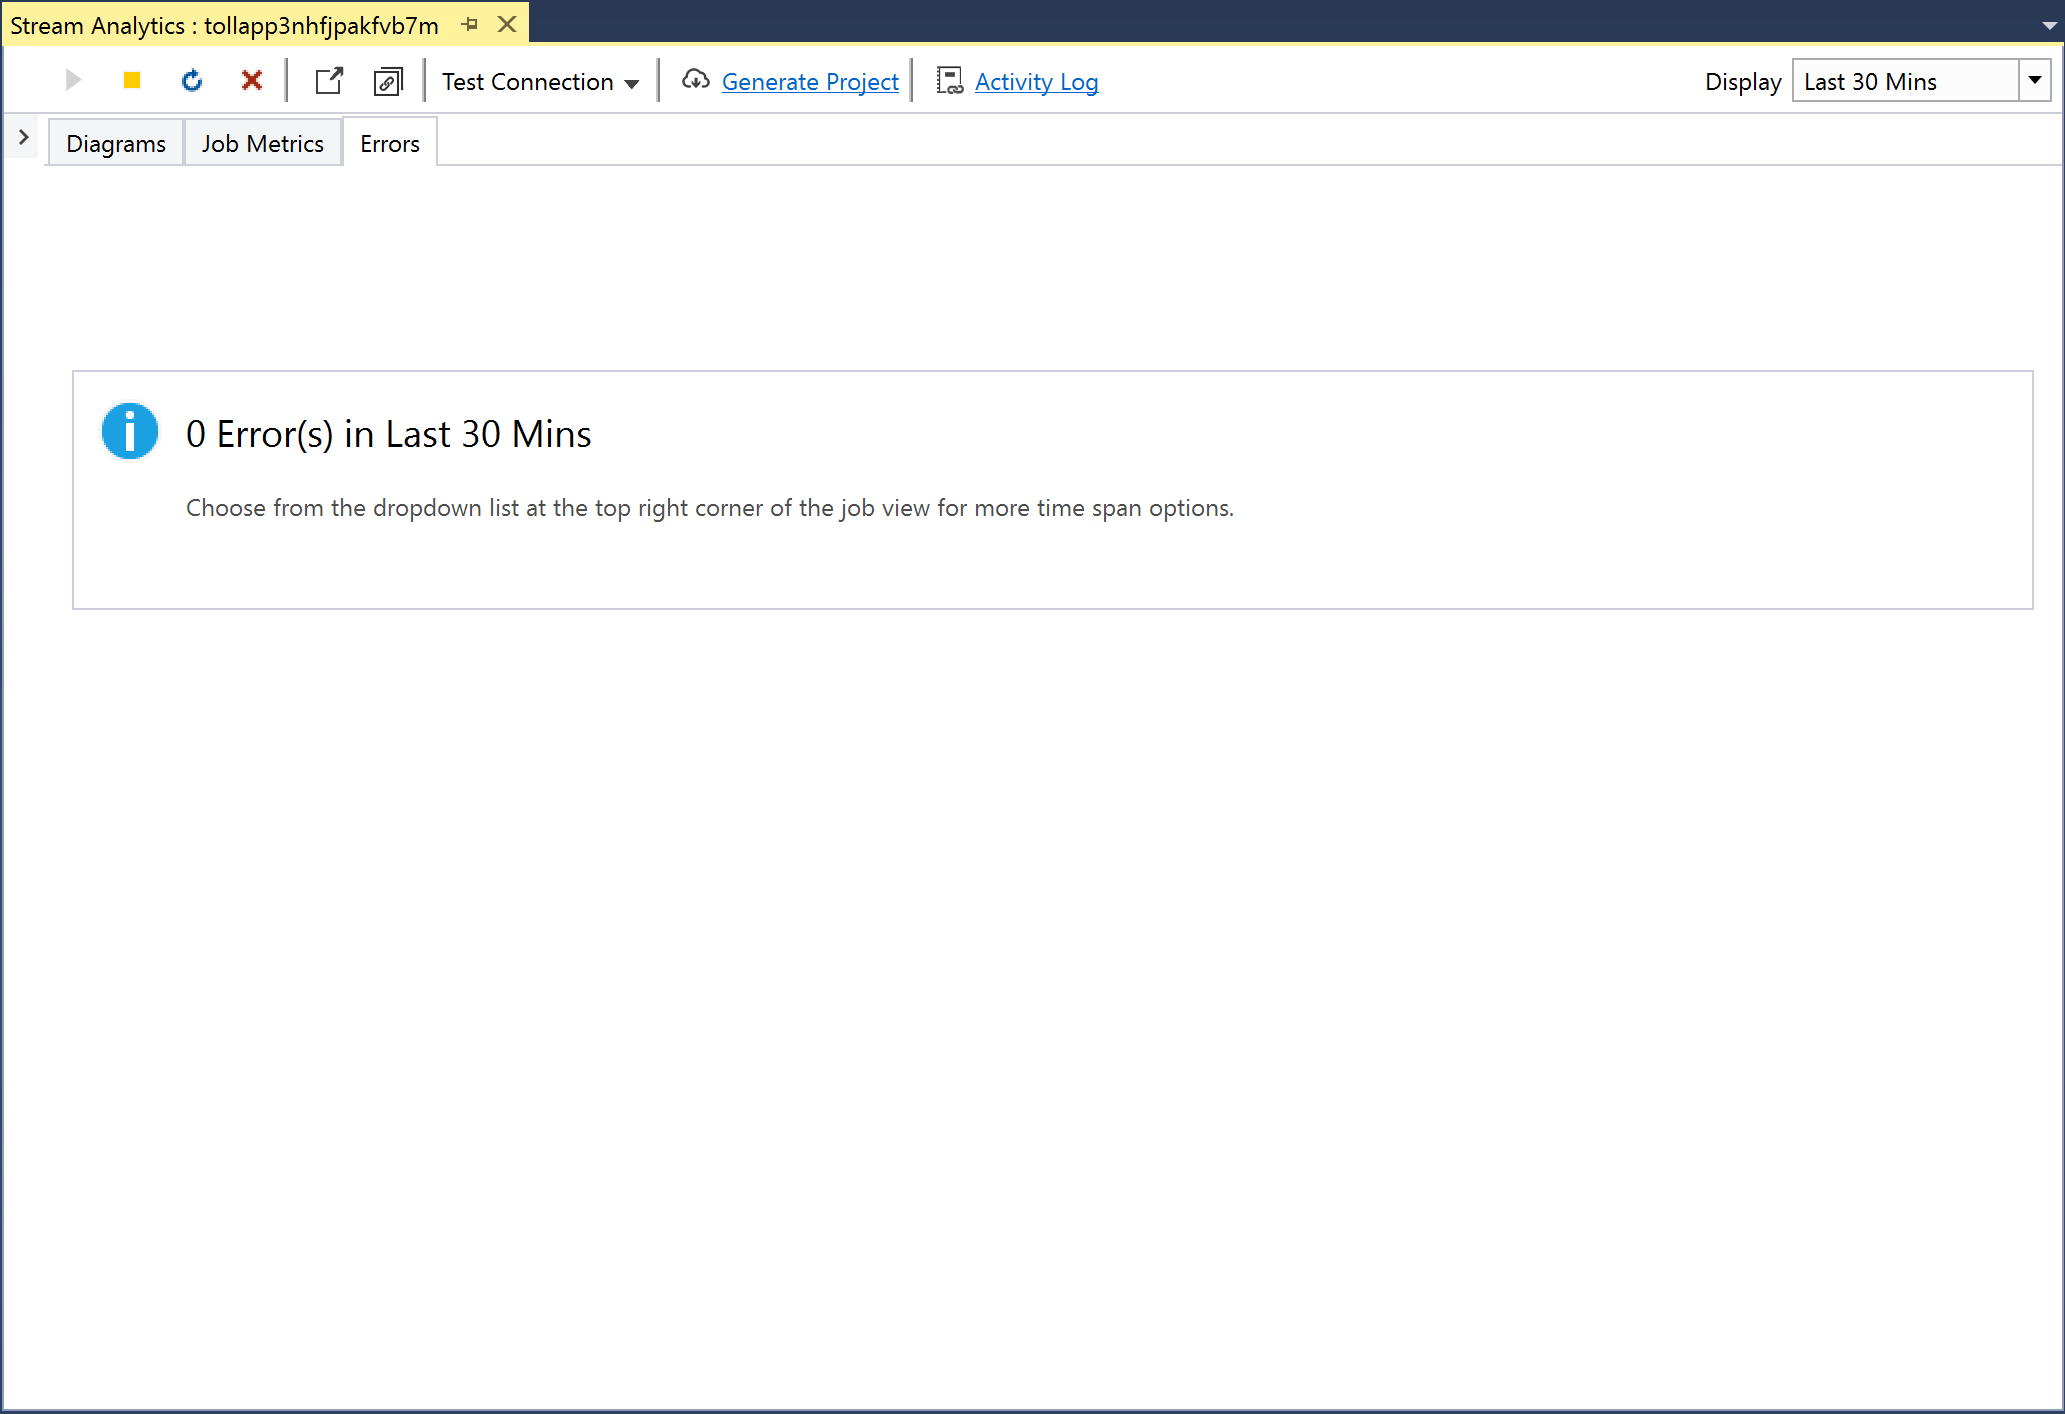 Stream Analytics : tollapp3nhfjpakfvb7m
Test Connection Generate Project Activity Log Display Last 30 Mins
Diagrams Job Metrics Errors
0 Error(s) in Last 30 Mins
Choose from the dropdown list at the top right corner of the job view for more time span options.